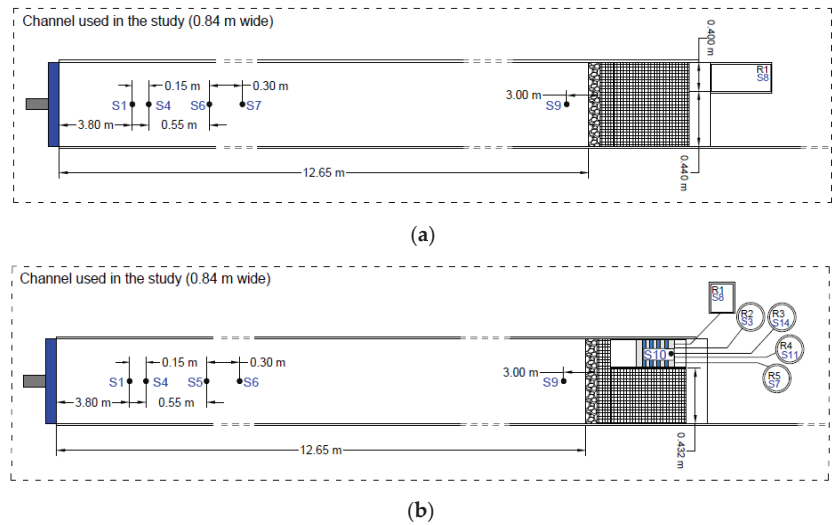 Channel used in the study (0.84 m wide)
0.400 m
R1
S8
0.15 m
0.30 m
S1
S4
S6
S7
3.00 m
S9
3.80 m
0.55 m
12.65 m
0.440 m
(a)
Channel used in the study (0.84 m wide)
R1
S8
R2
S3
R3
S14
R4
S11
R5
S7
S10
0.15 m
0.30 m
S1
S4
S5
S6
3.00 m
S9
3.80 m
0.55 m
12.65 m
0.432 m
(b)